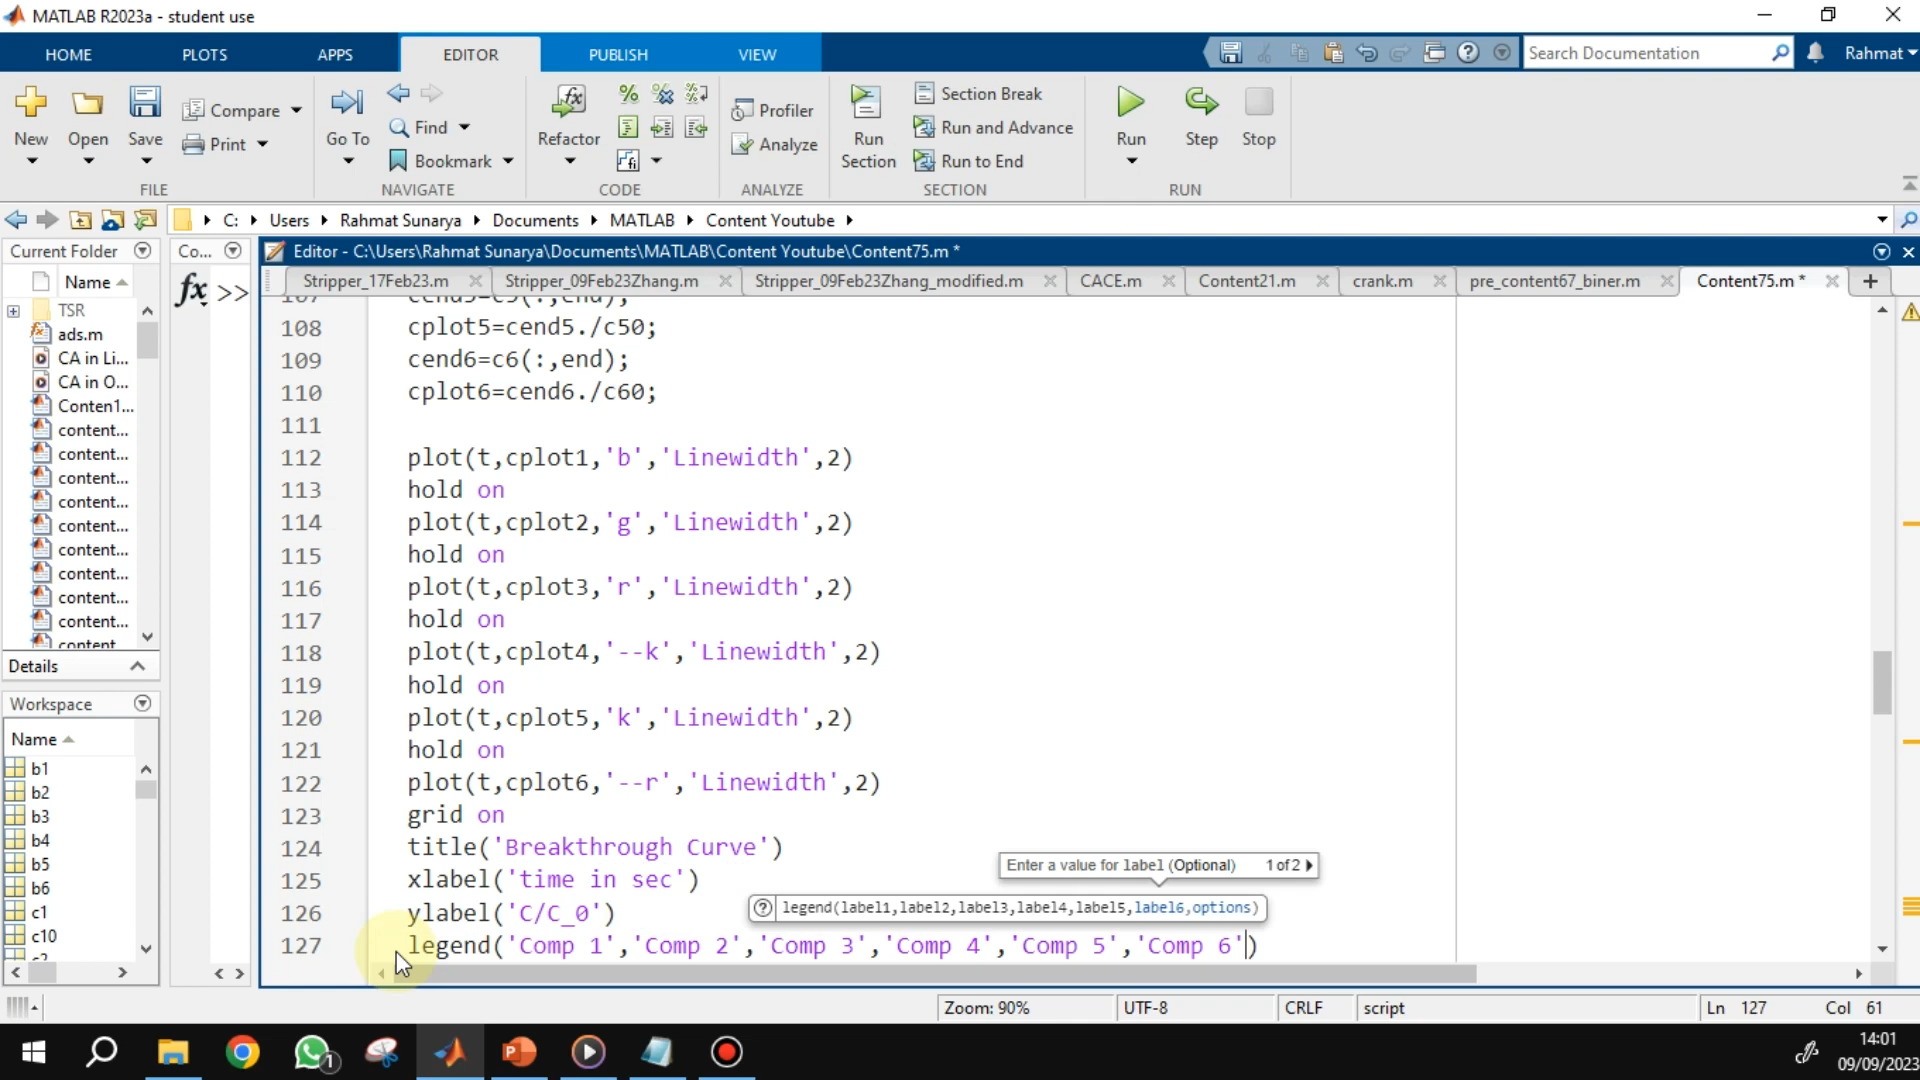 MATLAB R2023a - student use
HOME PLOTS APPS EDITOR PUBLISH VIEW Search Documentation Rahmat
New Open Save Compare Print FILE
Go To Find Bookmark NAVIGATE
Refactor CODE
Profiler Analyze ANALYZE
Run Section Section Break Run and Advance Run to End SECTION
Run Step Stop RUN
C: Users Rahmat Sunarya Documents MATLAB Content Youtube
Current Folder Co... Editor - C:\Users\Rahmat Sunarya\Documents\MATLAB\Content Youtube\Content75.m *
Name fx >> Stripper_17Feb23.m Stripper_09Feb23Zhang.m Stripper_09Feb23Zhang_modified.m CACE.m Content21.m crank.m pre_content67_biner.m Content75.m *
TSR
ads.m
CA in Li...
CA in O...
Conten1...
content...
content...
content...
content...
content...
content...
content...
content...
content...
content
Details
Workspace
Name
b1
b2
b3
b4
b5
b6
c1
c10
107 cend5=c5(:,end);
108 cplot5=cend5./c50;
109 cend6=c6(:,end);
110 cplot6=cend6./c60;
111
112 plot(t,cplot1,'b','Linewidth',2)
113 hold on
114 plot(t,cplot2,'g','Linewidth',2)
115 hold on
116 plot(t,cplot3,'r','Linewidth',2)
117 hold on
118 plot(t,cplot4,'--k','Linewidth',2)
119 hold on
120 plot(t,cplot5,'k','Linewidth',2)
121 hold on
122 plot(t,cplot6,'--r','Linewidth',2)
123 grid on
124 title('Breakthrough Curve')
125 xlabel('time in sec')
126 ylabel('C/C_0')
127 legend('Comp 1','Comp 2','Comp 3','Comp 4','Comp 5','Comp 6')
Enter a value for label (Optional) 1 of 2
legend(label1,label2,label3,label4,label5,label6,options)
Zoom: 90% UTF-8 CRLF script Ln 127 Col 61
1
14:01
09/09/2023